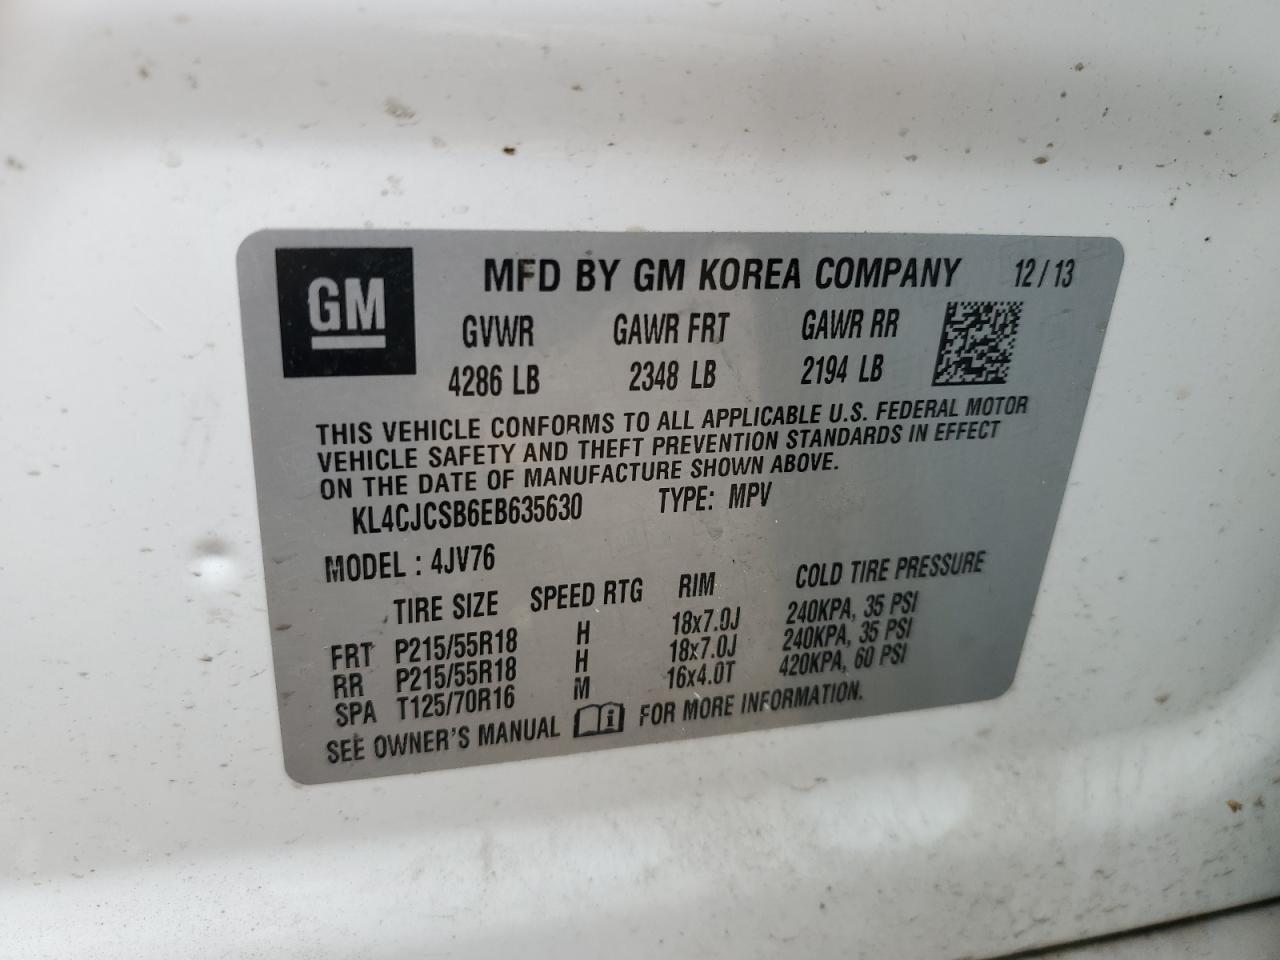 GM
MFD BY GM KOREA COMPANY 12/13
GVWR GAWR FRT GAWR RR
4286 LB 2348 LB 2194 LB
THIS VEHICLE CONFORMS TO ALL APPLICABLE U.S. FEDERAL MOTOR
VEHICLE SAFETY AND THEFT PREVENTION STANDARDS IN EFFECT
ON THE DATE OF MANUFACTURE SHOWN ABOVE.
KL4CJCSB6EB635630 TYPE: MPV
MODEL : 4JV76
TIRE SIZE SPEED RTG RIM COLD TIRE PRESSURE
FRT P215/55R18 H 18x7.0J 240KPA, 35 PSI
RR P215/55R18 H 18x7.0J 240KPA, 35 PSI
SPA T125/70R16 M 16x4.0T 420KPA, 60 PSI
SEE OWNER'S MANUAL i FOR MORE INFORMATION.